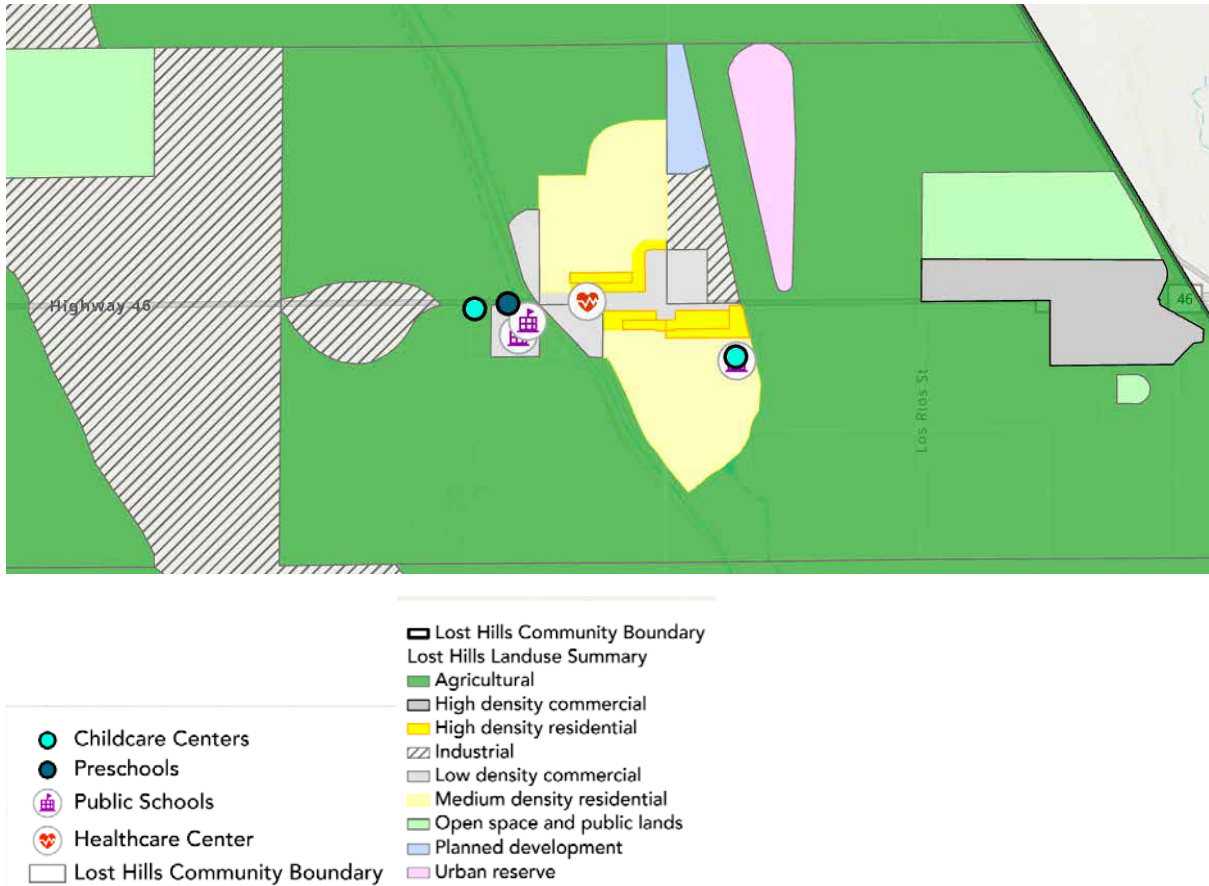 Highway 46
46
Los Rios St
Lost Hills Community Boundary
Lost Hills Landuse Summary
Agricultural
High density commercial
High density residential
Industrial
Low density commercial
Medium density residential
Open space and public lands
Planned development
Urban reserve
Childcare Centers
Preschools
Public Schools
Healthcare Center
Lost Hills Community Boundary